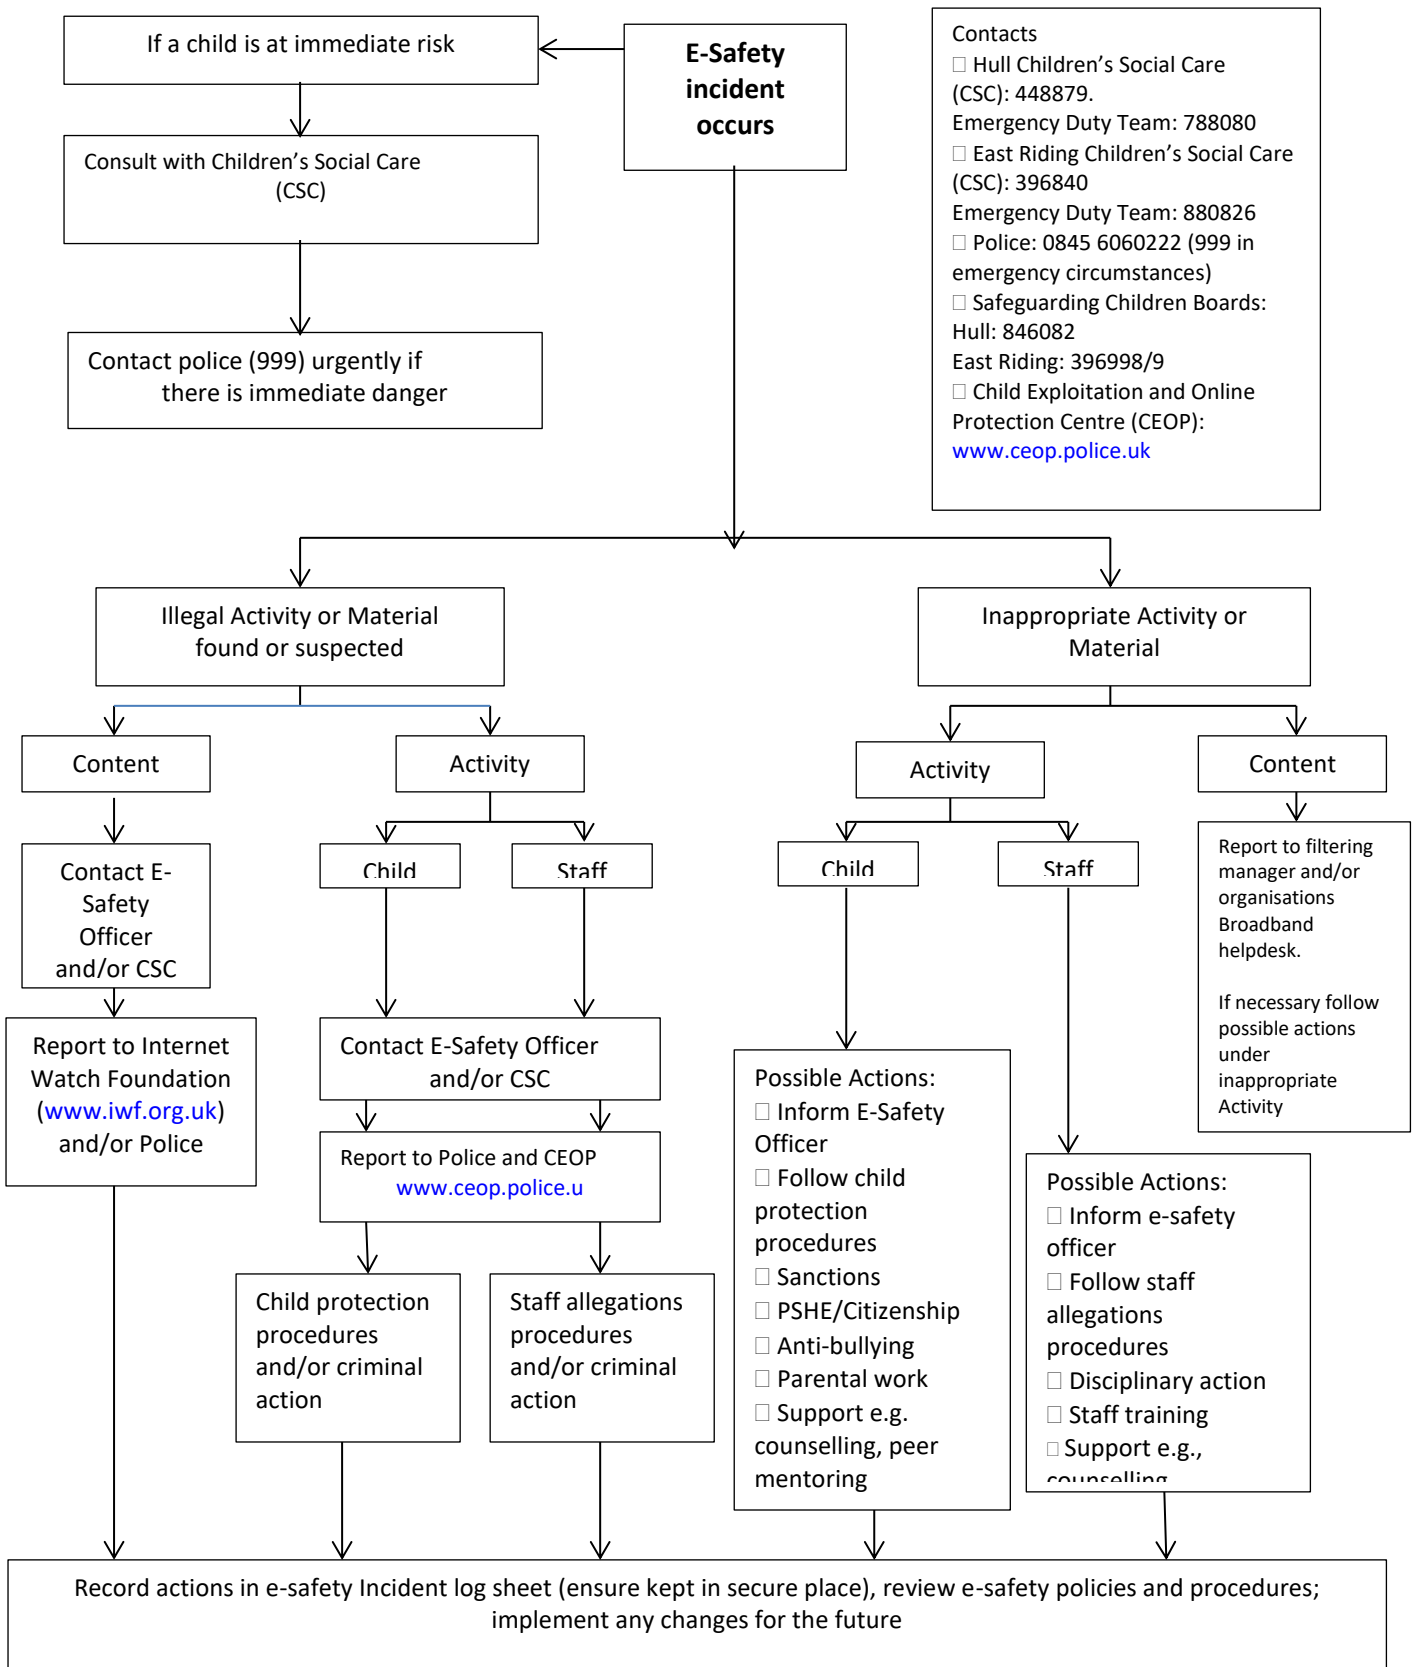 If a child is at immediate risk
E-Safety
incident
occurs
Consult with Children’s Social Care
(CSC)
Contact police (999) urgently if
there is immediate danger
Contacts
□ Hull Children’s Social Care
(CSC): 448879.
Emergency Duty Team: 788080
□ East Riding Children’s Social Care
(CSC): 396840
Emergency Duty Team: 880826
□ Police: 0845 6060222 (999 in
emergency circumstances)
□ Safeguarding Children Boards:
Hull: 846082
East Riding: 396998/9
□ Child Exploitation and Online
Protection Centre (CEOP):
www.ceop.police.uk
Illegal Activity or Material
found or suspected
Inappropriate Activity or
Material
Content
Activity
Activity
Content
Contact E-
Safety
Officer
and/or CSC
Child
Staff
Child
Staff
Report to filtering
manager and/or
organisations
Broadband
helpdesk.
If necessary follow
possible actions
under
inappropriate
Activity
Report to Internet
Watch Foundation
(www.iwf.org.uk)
and/or Police
Contact E-Safety Officer
and/or CSC
Report to Police and CEOP
www.ceop.police.u
Child protection
procedures
and/or criminal
action
Staff allegations
procedures
and/or criminal
action
Possible Actions:
□ Inform E-Safety
Officer
□ Follow child
protection
procedures
□ Sanctions
□ PSHE/Citizenship
□ Anti-bullying
□ Parental work
□ Support e.g.
counselling, peer
mentoring
Possible Actions:
□ Inform e-safety
officer
□ Follow staff
allegations
procedures
□ Disciplinary action
□ Staff training
□ Support e.g.,
counselling
Record actions in e-safety Incident log sheet (ensure kept in secure place), review e-safety policies and procedures;
implement any changes for the future